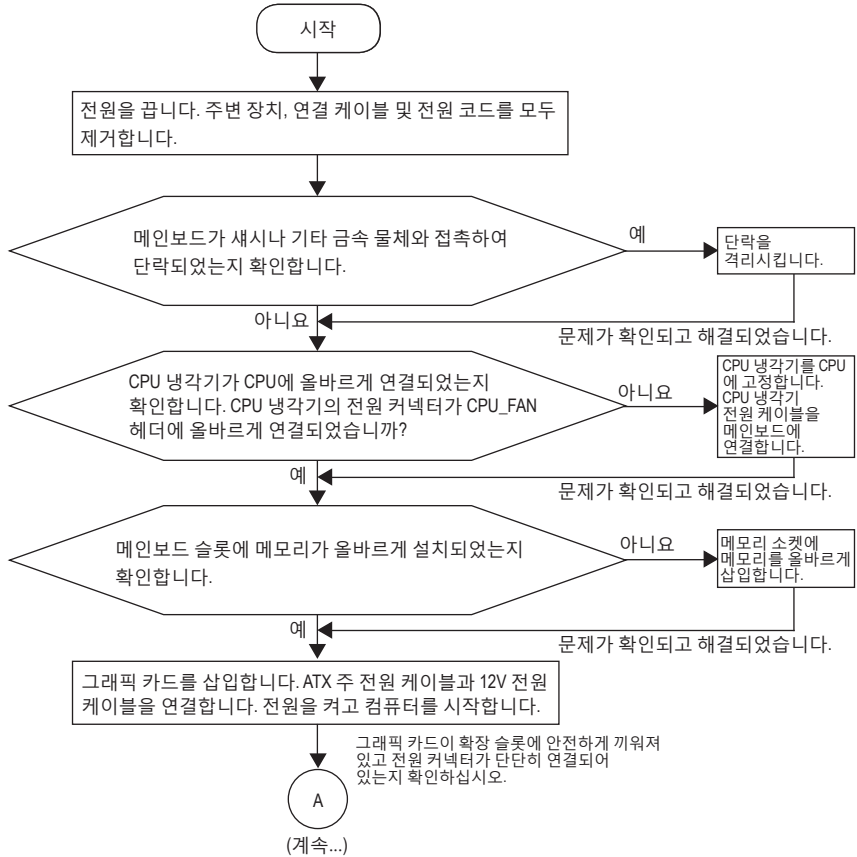 시작
전원을 끕니다. 주변 장치, 연결 케이블 및 전원 코드를 모두
제거합니다.
메인보드가 섀시나 기타 금속 물체와 접촉하여
단락되었는지 확인합니다.
예
단락을
격리시킵니다.
아니요
문제가 확인되고 해결되었습니다.
CPU 냉각기가 CPU에 올바르게 연결되었는지
확인합니다. CPU 냉각기의 전원 커넥터가 CPU_FAN
헤더에 올바르게 연결되었습니까?
아니요
CPU 냉각기를 CPU
에 고정합니다.
CPU 냉각기
전원 케이블을
메인보드에
연결합니다.
예
문제가 확인되고 해결되었습니다.
메인보드 슬롯에 메모리가 올바르게 설치되었는지
확인합니다.
아니요
메모리 소켓에
메모리를 올바르게
삽입합니다.
예
문제가 확인되고 해결되었습니다.
그래픽 카드를 삽입합니다. ATX 주 전원 케이블과 12V 전원
케이블을 연결합니다. 전원을 켜고 컴퓨터를 시작합니다.
그래픽 카드이 확장 슬롯에 안전하게 끼워져
있고 전원 커넥터가 단단히 연결되어
있는지 확인하십시오.
A
(계속...)